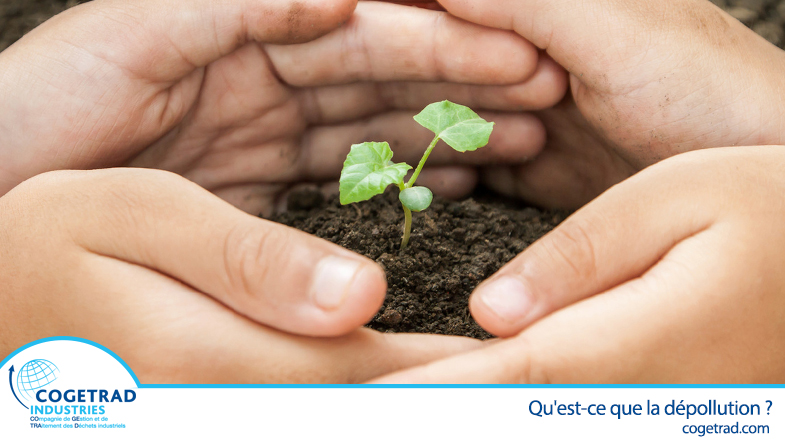 COGETRAD
INDUSTRIES
COmpagnie de GEstion et de
TRAitement des Déchets industriels
Qu'est-ce que la dépollution ?
cogetrad.com